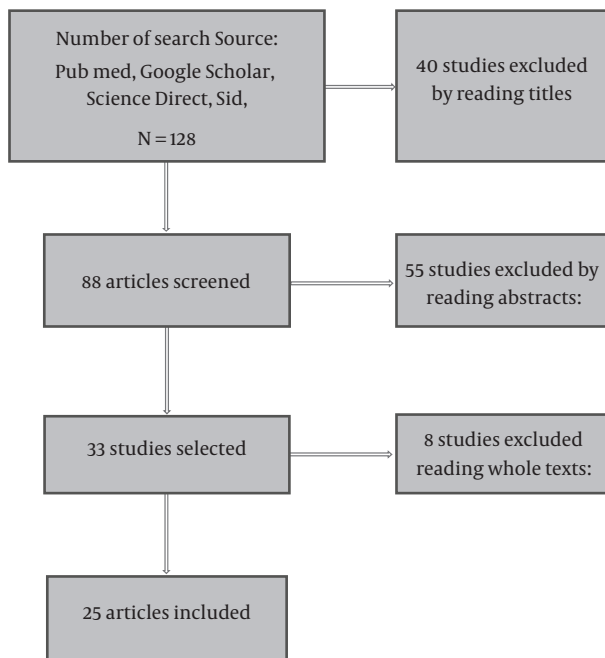 Number of search Source:
Pub med, Google Scholar,
Science Direct, Sid,
N = 128
40 studies excluded
by reading titles
88 articles screened
55 studies excluded by
reading abstracts:
33 studies selected
8 studies excluded
reading whole texts:
25 articles included